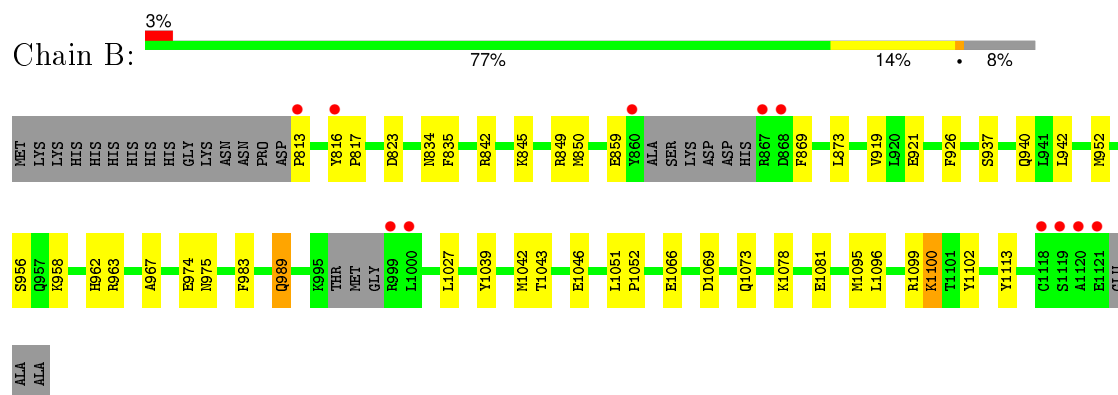 3%
Chain B:
77% 14% • 8%
MET LYS LYS HIS HIS HIS HIS HIS HIS GLY LYS ASN ASN PRO ASP P813 Y816 P817 D823 N834 F835 R842 K845 R849 M850 E859 Y860 ALA SER LYS ASP ASP HIS R867 D868 F869 L873 V919 L920 E921 F926 S937 Q940 L941 L942 M952
S956 Q957 K958 H962 R963 A967 E974 N975 F983 Q989 K995 THR MET GLY R999 L1000 L1027 Y1039 M1042 T1043 E1046 L1051 P1052 E1066 D1069 Q1073 K1078 E1081 M1095 L1096 R1099 K1100 T1101 Y1102 Y1113 C1118 S1119 A1120 E1121 GLU
ALA ALA